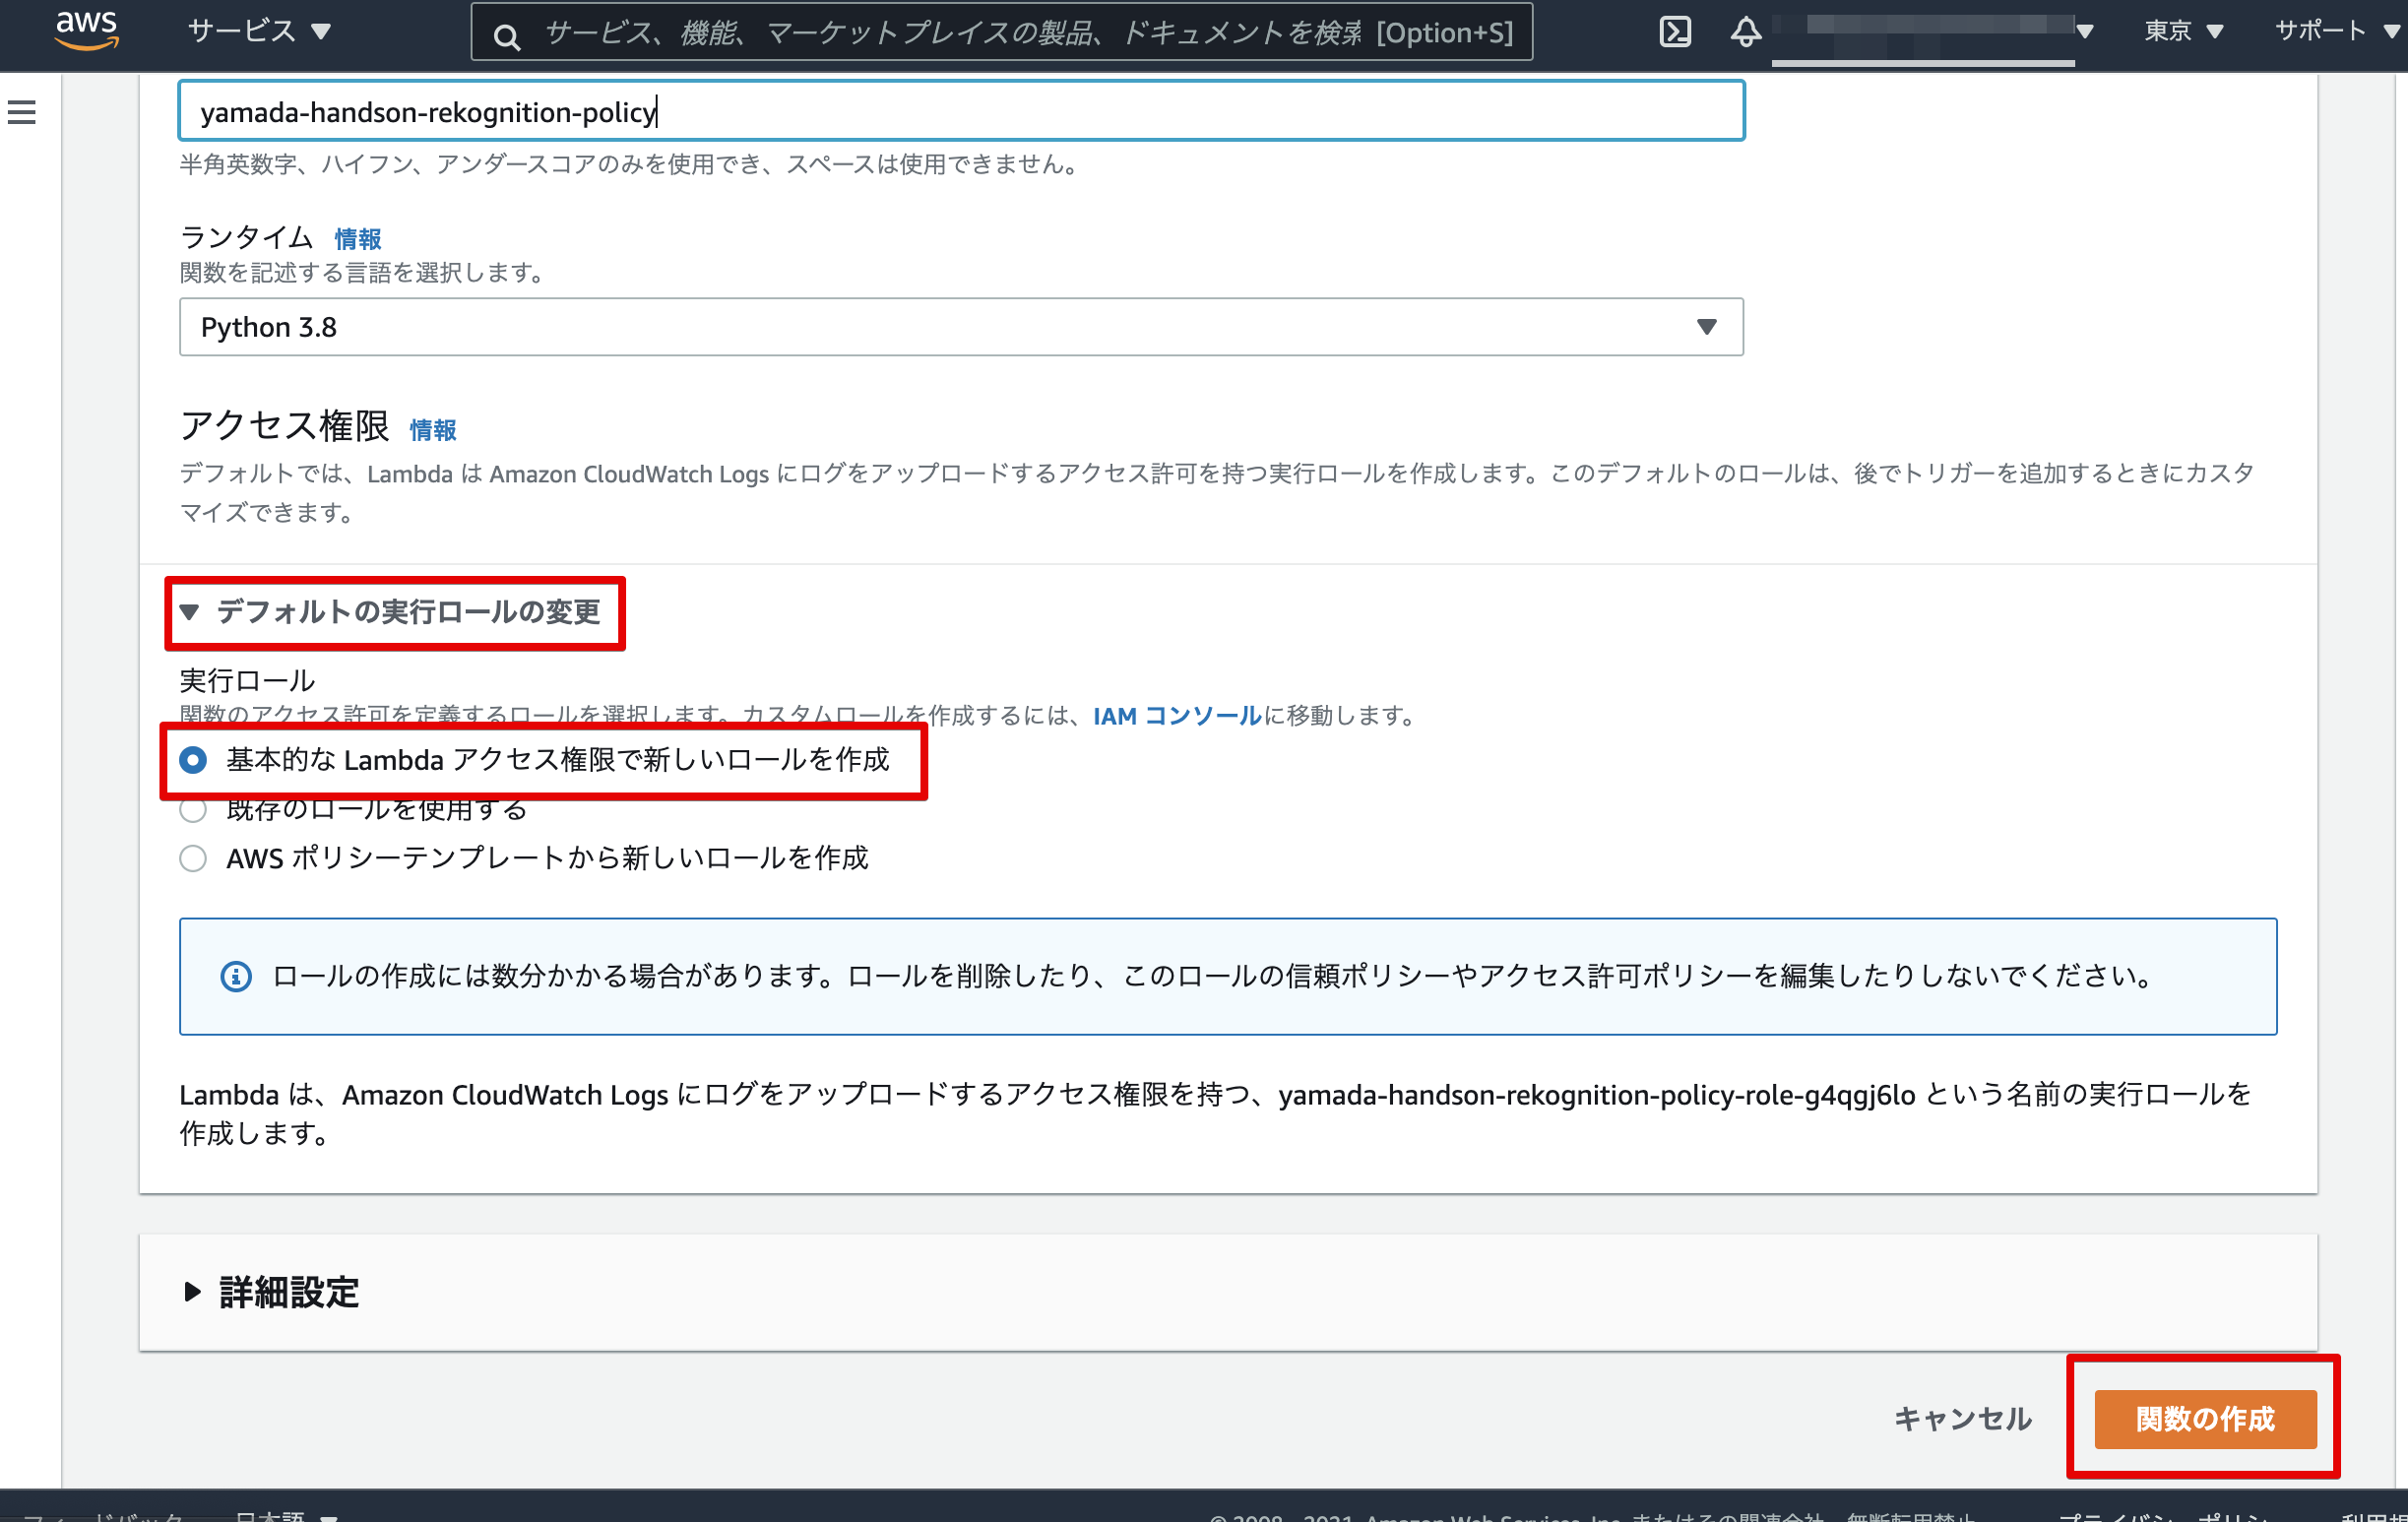 aws サービス サービス、機能、マーケットプレイスの製品、ドキュメントを検索 [Option+S] 東京 サポート
yamada-handson-rekognition-policy
半角英数字、ハイフン、アンダースコアのみを使用でき、スペースは使用できません。
ランタイム 情報
関数を記述する言語を選択します。
Python 3.8
アクセス権限 情報
デフォルトでは、Lambda は Amazon CloudWatch Logs にログをアップロードするアクセス許可を持つ実行ロールを作成します。このデフォルトのロールは、後でトリガーを追加するときにカスタ
マイズできます。
デフォルトの実行ロールの変更
実行ロール
関数のアクセス許可を定義するロールを選択します。カスタムロールを作成するには、IAM コンソールに移動します。
基本的な Lambda アクセス権限で新しいロールを作成
既存のロールを使用する
AWS ポリシーテンプレートから新しいロールを作成
ロールの作成には数分かかる場合があります。ロールを削除したり、このロールの信頼ポリシーやアクセス許可ポリシーを編集したりしないでください。
Lambda は、Amazon CloudWatch Logs にログをアップロードするアクセス権限を持つ、yamada-handson-rekognition-policy-role-g4qgj6lo という名前の実行ロールを
作成します。
詳細設定
キャンセル 関数の作成
フィードバック 日本語 © 2008 - 2021, Amazon Web Services, Inc. またはその関連会社。無断転用禁止。 プライバシーポリシー